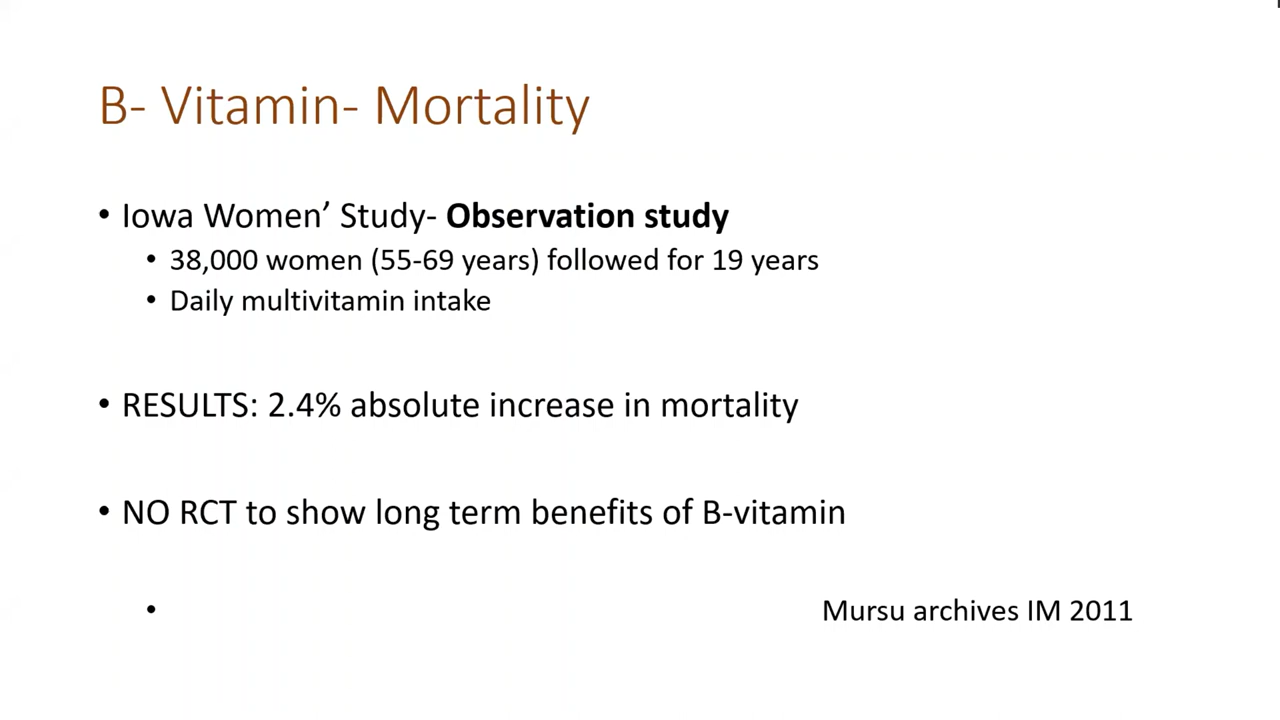 B- Vitamin- Mortality
• Iowa Women’ Study- Observation study
• 38,000 women (55-69 years) followed for 19 years
• Daily multivitamin intake
• RESULTS: 2.4% absolute increase in mortality
• NO RCT to show long term benefits of B-vitamin
• Mursu archives IM 2011